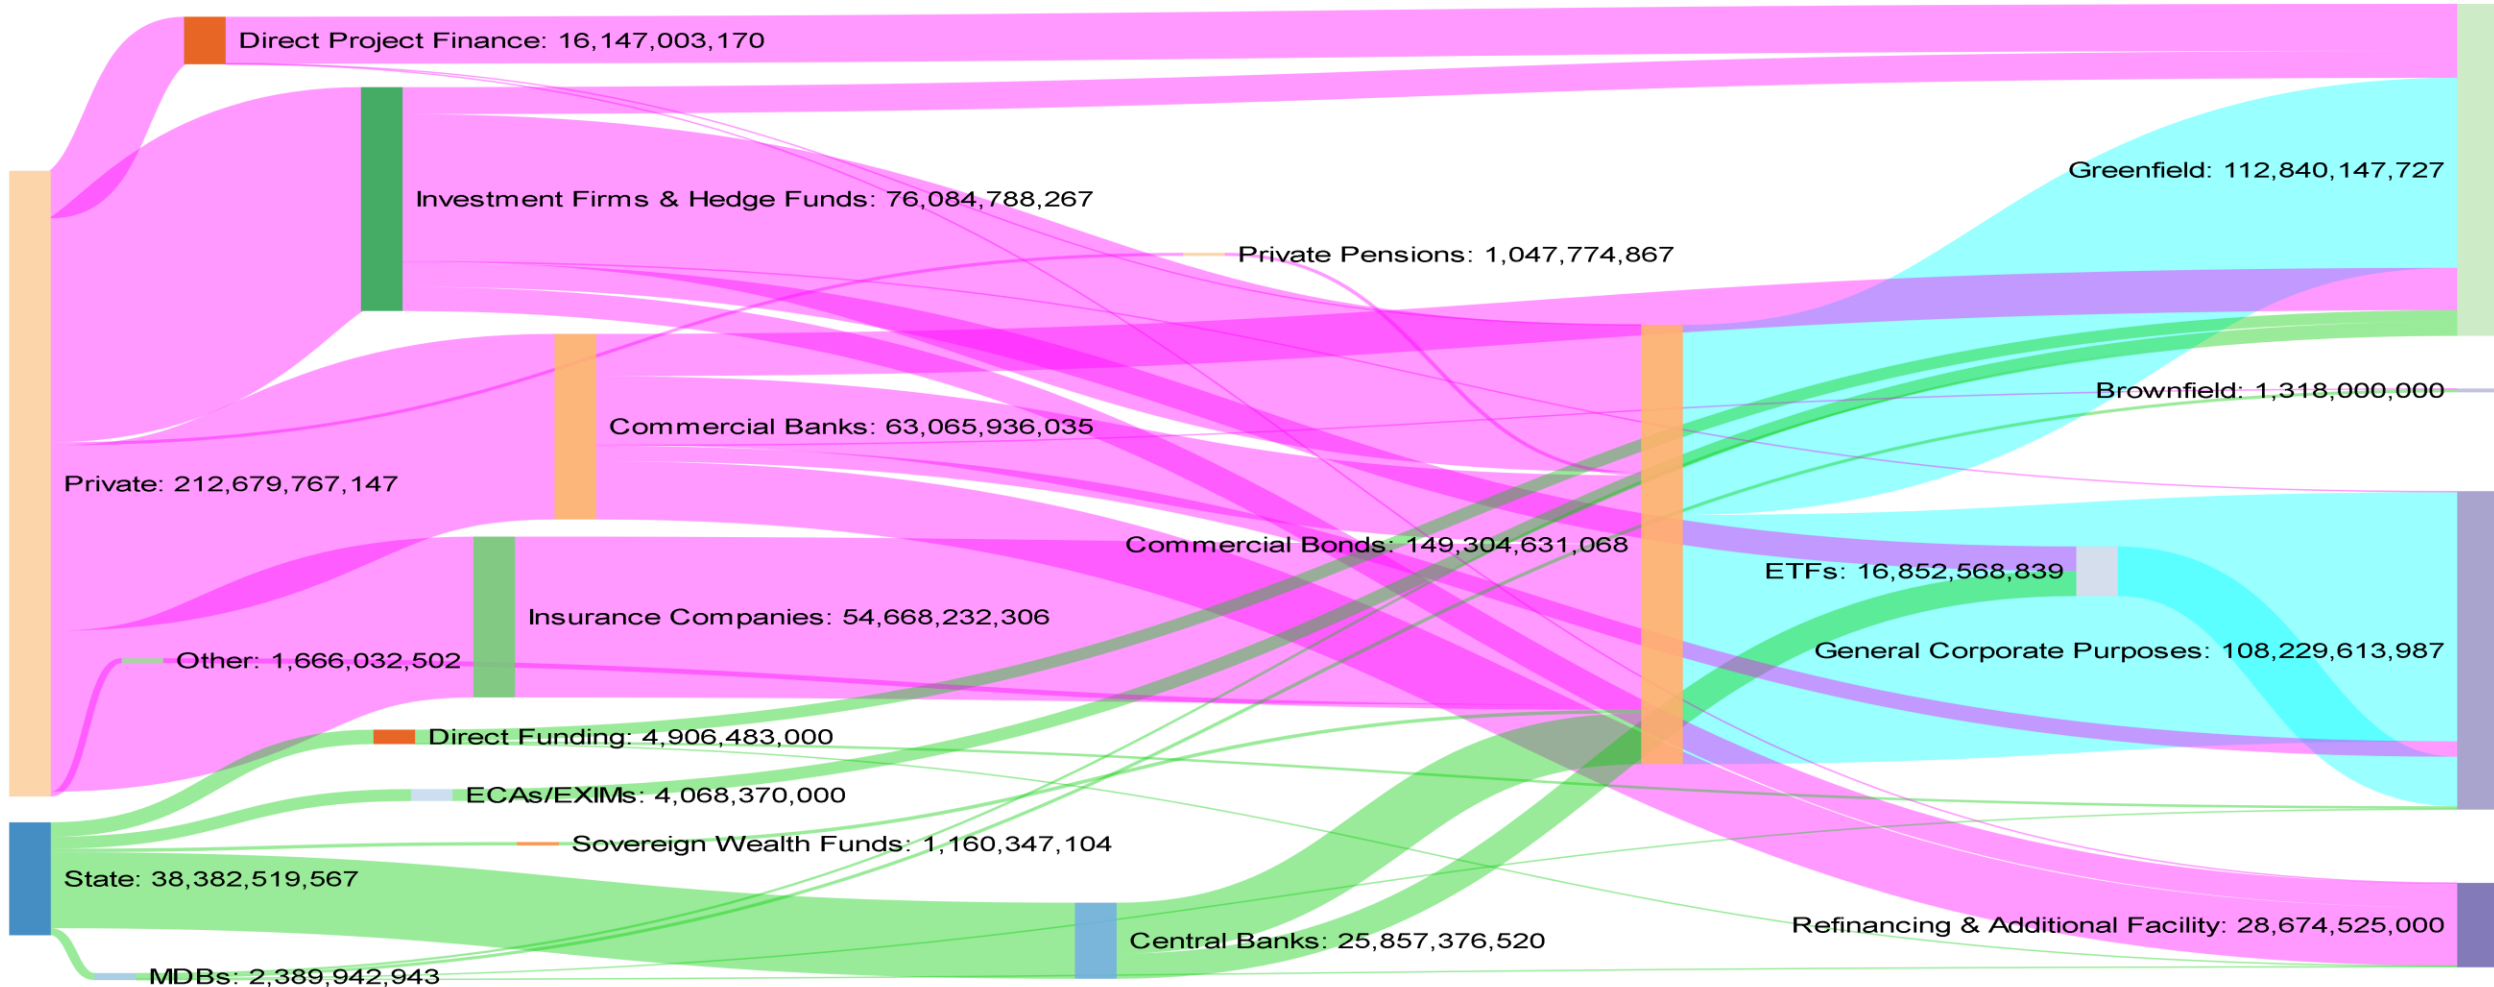 Direct Project Finance: 16,147,003,170
Greenfield: 112,840,147,727
Investment Firms & Hedge Funds: 76,084,788,267
Private Pensions: 1,047,774,867
Brownfield: 1,318,000,000
Commercial Banks: 63,065,936,035
Private: 212,679,767,147
Commercial Bonds: 149,304,631,068
ETFs: 16,852,568,839
Insurance Companies: 54,668,232,306
General Corporate Purposes: 108,229,613,987
Other: 1,666,032,502
Direct Funding: 4,906,483,000
ECAs/EXIMs: 4,068,370,000
Sovereign Wealth Funds: 1,160,347,104
State: 38,382,519,567
Refinancing & Additional Facility: 28,674,525,000
Central Banks: 25,857,376,520
MDBs: 2,389,942,943